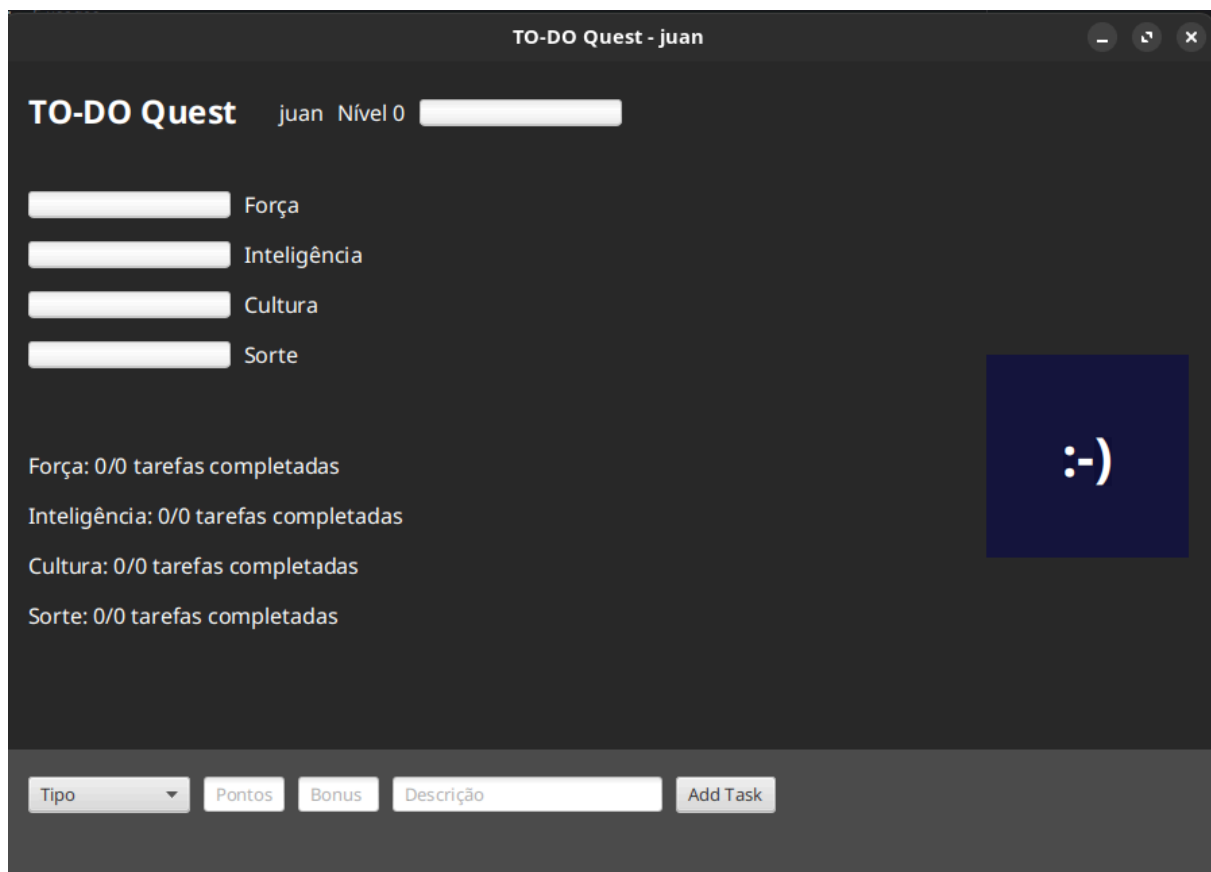 TO-DO Quest - juan
TO-DO Quest juan Nível 0
Força
Inteligência
Cultura
Sorte
:-)
Força: 0/0 tarefas completadas
Inteligência: 0/0 tarefas completadas
Cultura: 0/0 tarefas completadas
Sorte: 0/0 tarefas completadas
Tipo Pontos Bonus Descrição Add Task